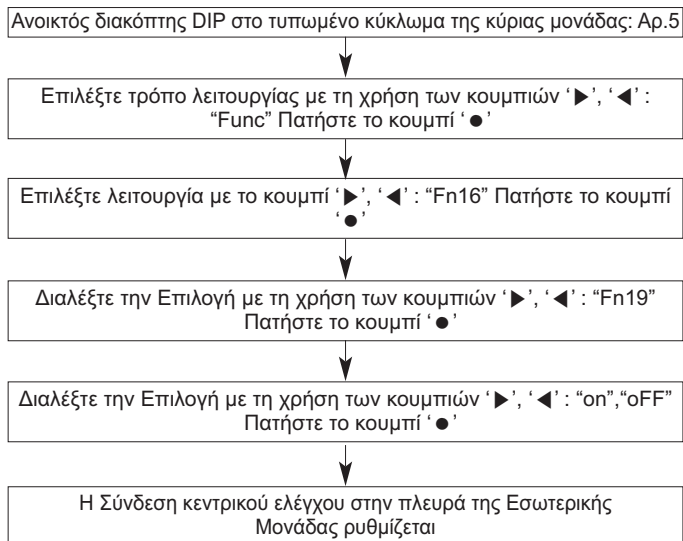 Ανοικτός διακόπτης DIP στο τυπωμένο κύκλωμα της κύριας μονάδας: Αρ.5
Επιλέξτε τρόπο λειτουργίας με τη χρήση των κουμπιών ‘▶’, ‘◀’ :
“Func” Πατήστε το κουμπί ‘●’
Επιλέξτε λειτουργία με το κουμπί ‘▶’, ‘◀’ : “Fn16” Πατήστε το κουμπί
‘●’
Διαλέξτε την Επιλογή με τη χρήση των κουμπιών ‘▶’, ‘◀’ : “Fn19”
Πατήστε το κουμπί ‘●’
Διαλέξτε την Επιλογή με τη χρήση των κουμπιών ‘▶’, ‘◀’ : “on”,“oFF”
Πατήστε το κουμπί ‘●’
Η Σύνδεση κεντρικού ελέγχου στην πλευρά της Εσωτερικής
Μονάδας ρυθμίζεται